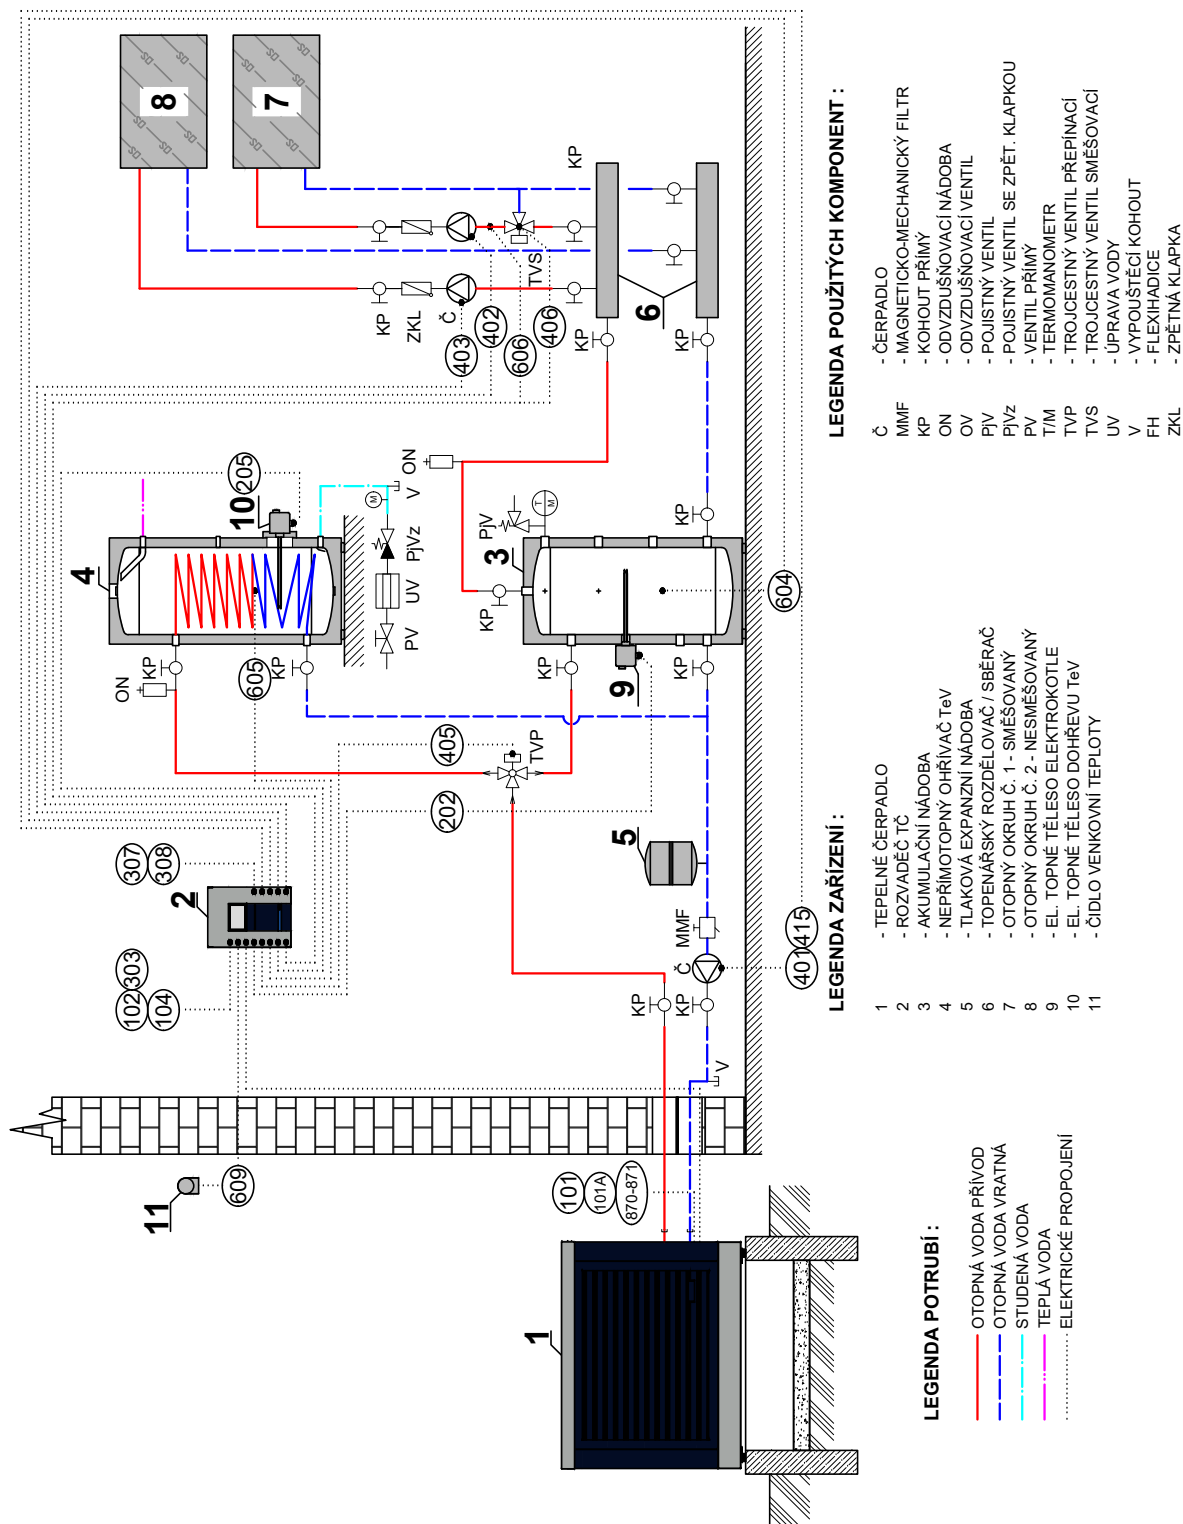 8
7
KP
ZKL
Č
403
402
606
406
TVS
KP
KP
6
KP
4
10
205
ON
M
V
PjVz
UV
PV
KP
ON
KP
605
3
PjV
T
M
KP
KP
KP
9
KP
604
405
TVP
202
5
2
307
308
MMF
Č
401
415
KP
KP
V
102
303
104
609
11
101
101A
870-871
1
LEGENDA POTRUBÍ :
OTOPNÁ VODA PŘÍVOD
OTOPNÁ VODA VRATNÁ
STUDENÁ VODA
TEPLÁ VODA
ELEKTRICKÉ PROPOJENÍ
LEGENDA ZAŘÍZENÍ :
1 - TEPELNÉ ČERPADLO
2 - ROZVADĚČ TČ
3 - AKUMULAČNÍ NÁDOBA
4 - NEPŘÍMOTOPNÝ OHŘÍVAČ TeV
5 - TLAKOVÁ EXPANZNÍ NÁDOBA
6 - TOPENÁŘSKÝ ROZDĚLOVAČ / SBĚRAČ
7 - OTOPNÝ OKRUH Č. 1 - SMĚŠOVANÝ
8 - OTOPNÝ OKRUH Č. 2 - NESMĚŠOVANÝ
9 - EL. TOPNÉ TĚLESO ELEKTROKOTLE
10 - EL. TOPNÉ TĚLESO DOHŘEVU TeV
11 - ČIDLO VENKOVNÍ TEPLOTY
LEGENDA POUŽITÝCH KOMPONENT :
Č - ČERPADLO
MMF - MAGNETICKO-MECHANICKÝ FILTR
KP - KOHOUT PŘÍMÝ
ON - ODVZDUŠŇOVACÍ NÁDOBA
OV - ODVZDUŠŇOVACÍ VENTIL
PjV - POJISTNÝ VENTIL
PjVz - POJISTNÝ VENTIL SE ZPĚT. KLAPKOU
PV - VENTIL PŘÍMÝ
T/M - TERMOMANOMETR
TVP - TROJCESTNÝ VENTIL PŘEPÍNACÍ
TVS - TROJCESTNÝ VENTIL SMĚŠOVACÍ
UV - ÚPRAVA VODY
V - VYPOUŠTĚCÍ KOHOUT
FH - FLEXIHADICE
ZKL - ZPĚTNÁ KLAPKA